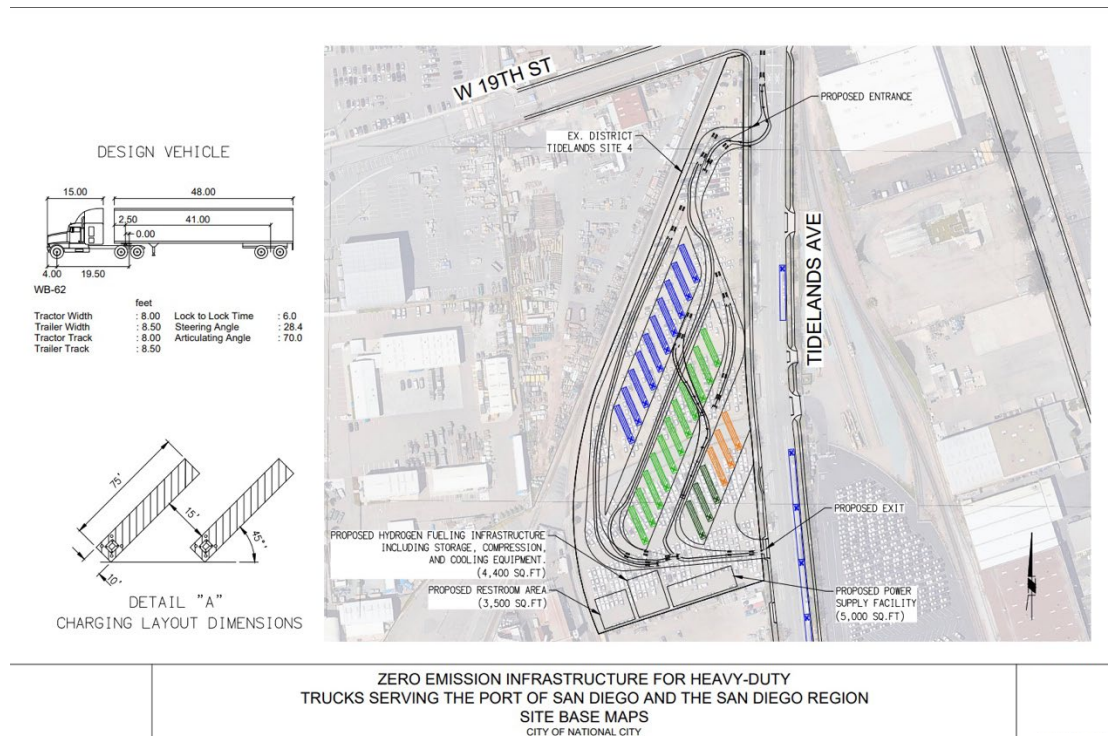 W 19TH ST
PROPOSED ENTRANCE
EX. DISTRICT
TIDELANDS SITE 4
DESIGN VEHICLE
15.00
48.00
2.50
41.00
0.00
4.00
19.50
WB-62
feet
Tractor Width : 8.00 Lock to Lock Time : 6.0
Trailer Width : 8.50 Steering Angle : 28.4
Tractor Track : 8.00 Articulating Angle : 70.0
Trailer Track : 8.50
TIDELANDS AVE
75'
15'
45°
10'
DETAIL "A"
CHARGING LAYOUT DIMENSIONS
PROPOSED HYDROGEN FUELING INFRASTRUCTURE
INCLUDING STORAGE, COMPRESSION,
AND COOLING EQUIPMENT.
(4,400 SQ.FT)
PROPOSED RESTROOM AREA
(3,500 SQ.FT)
PROPOSED EXIT
PROPOSED POWER
SUPPLY FACILITY
(5,000 SQ.FT)
ZERO EMISSION INFRASTRUCTURE FOR HEAVY-DUTY
TRUCKS SERVING THE PORT OF SAN DIEGO AND THE SAN DIEGO REGION
SITE BASE MAPS
CITY OF NATIONAL CITY